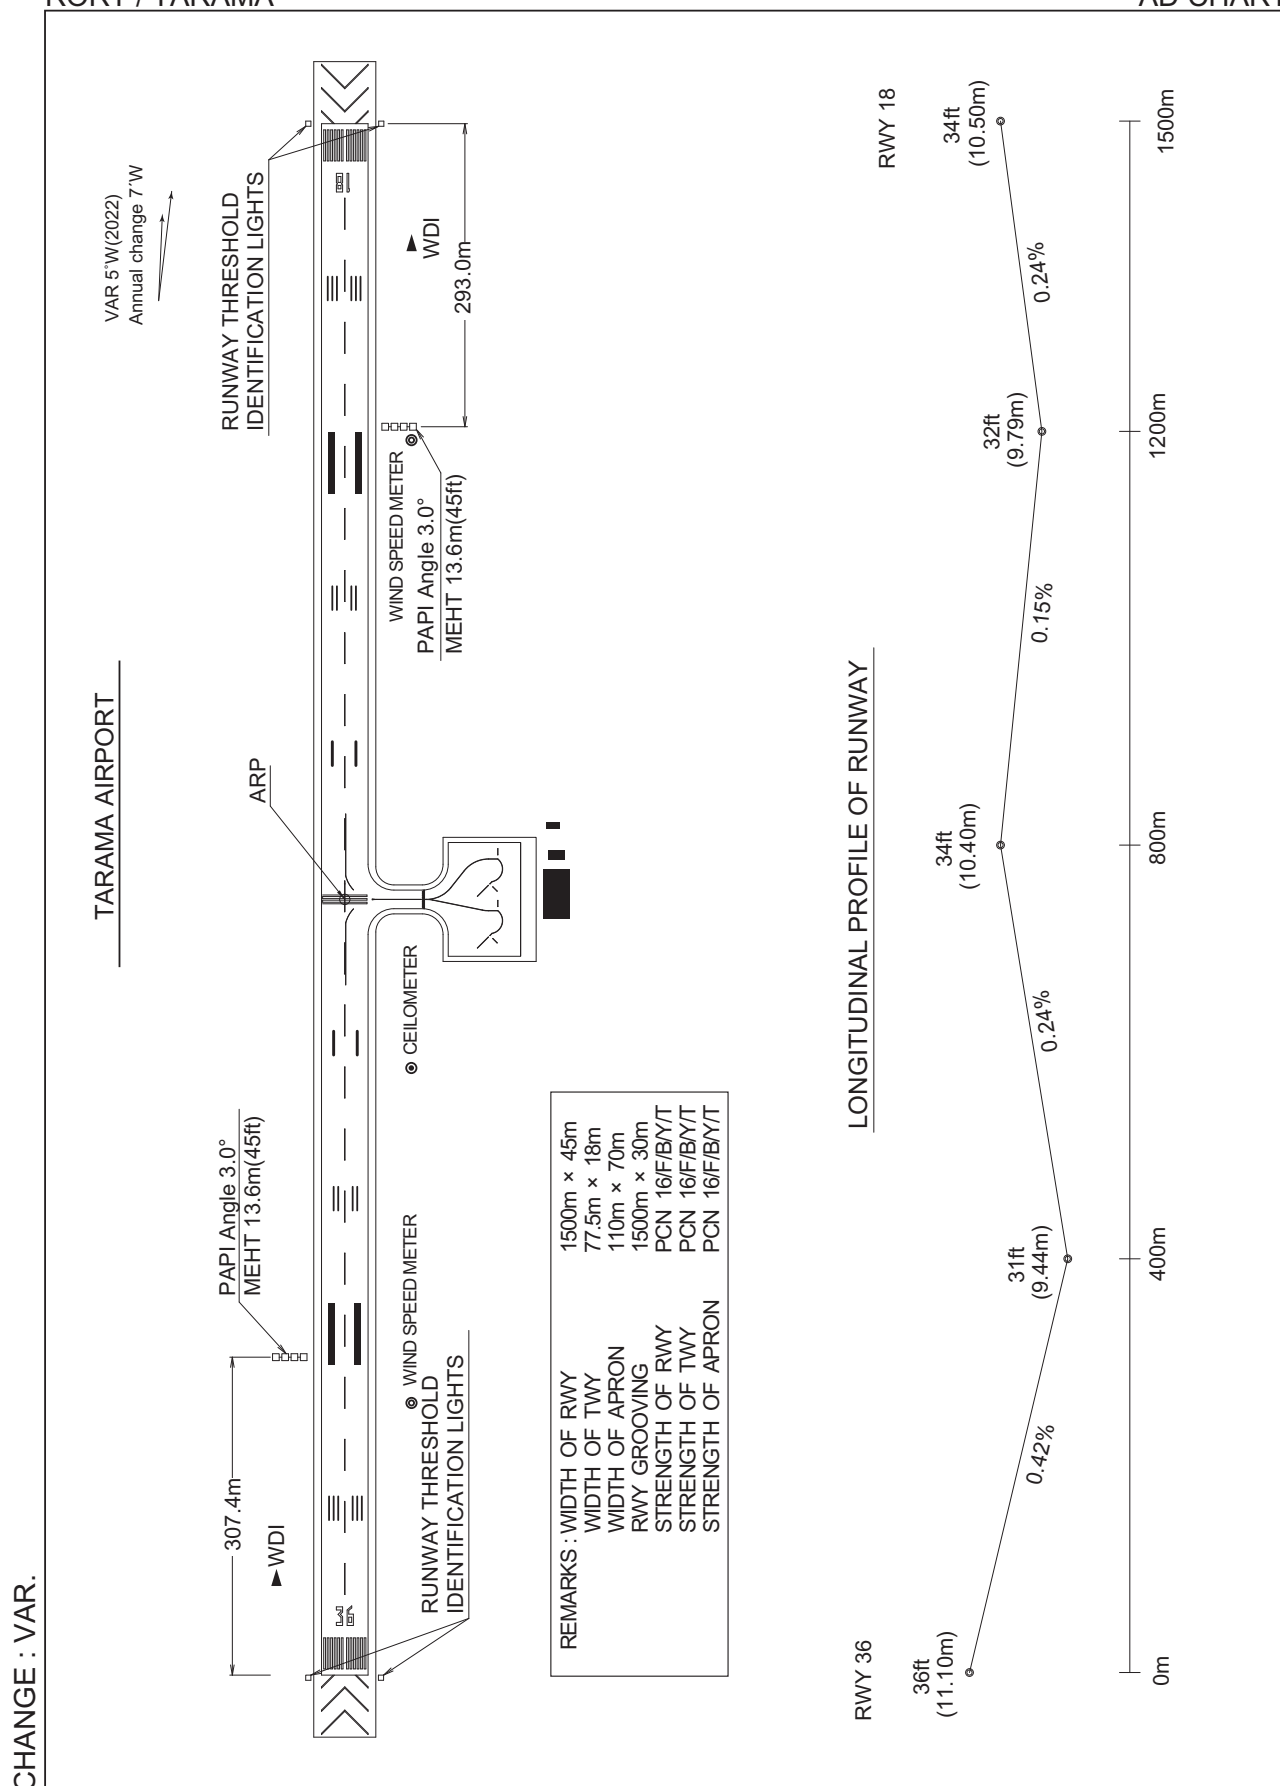 RORT / TARAMA
AD CHART
CHANGE : VAR.
TARAMA AIRPORT
VAR 5°W(2022)
Annual change 7'W
RUNWAY THRESHOLD
IDENTIFICATION LIGHTS
18
WDI
293.0m
WIND SPEED METER
PAPI Angle 3.0°
MEHT 13.6m(45ft)
ARP
CEILOMETER
PAPI Angle 3.0°
MEHT 13.6m(45ft)
307.4m
WDI
WIND SPEED METER
RUNWAY THRESHOLD
IDENTIFICATION LIGHTS
36
REMARKS : WIDTH OF RWY 1500m × 45m
WIDTH OF TWY 77.5m × 18m
WIDTH OF APRON 110m × 70m
RWY GROOVING 1500m × 30m
STRENGTH OF RWY PCN 16/F/B/Y/T
STRENGTH OF TWY PCN 16/F/B/Y/T
STRENGTH OF APRON PCN 16/F/B/Y/T
LONGITUDINAL PROFILE OF RUNWAY
RWY 36
36ft
(11.10m)
0.42%
31ft
(9.44m)
0.24%
34ft
(10.40m)
0.15%
32ft
(9.79m)
0.24%
RWY 18
34ft
(10.50m)
0m
400m
800m
1200m
1500m